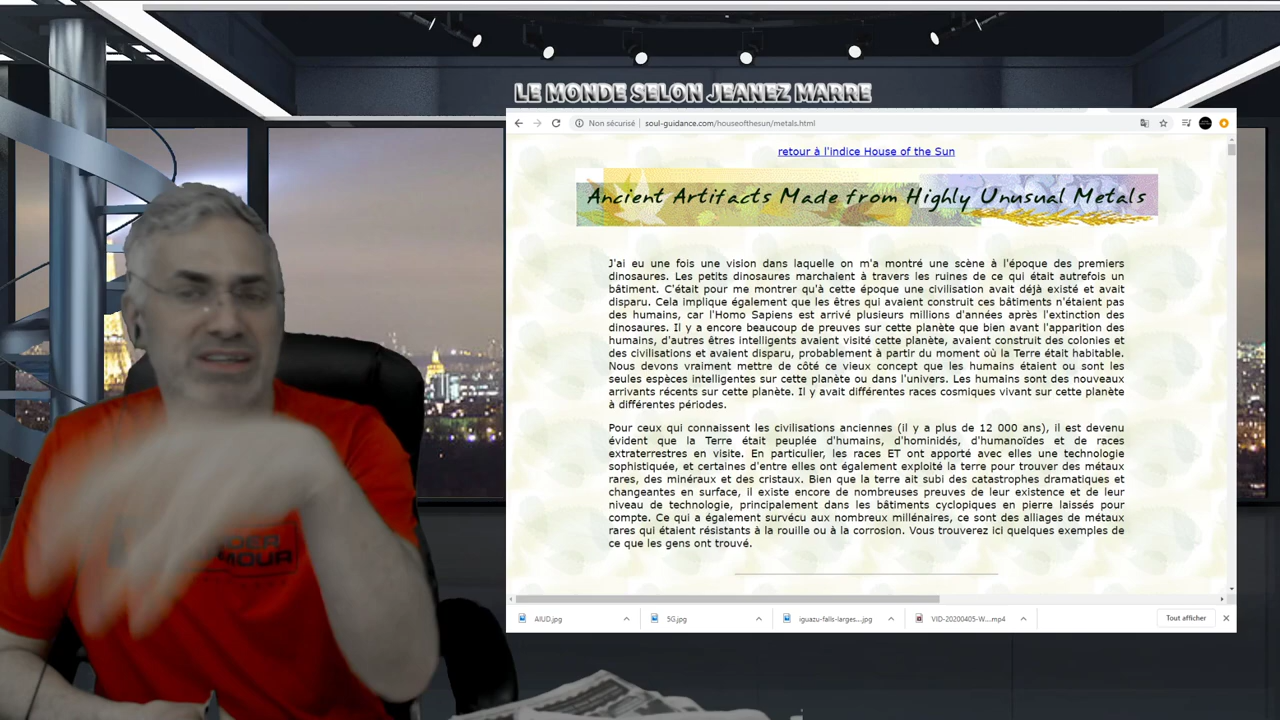 LE MONDE SELON JEANEZ MARRE
Non sécurisé | soul-guidance.com/houseofthesun/metals.html
retour à l'indice House of the Sun
Ancient Artifacts Made from Highly Unusual Metals
J'ai eu une fois une vision dans laquelle on m'a montré une scène à l'époque des premiers
dinosaures. Les petits dinosaures marchaient à travers les ruines de ce qui était autrefois un
bâtiment. C'était pour me montrer qu'à cette époque une civilisation avait déjà existé et avait
disparu. Cela implique également que les êtres qui avaient construit ces bâtiments n'étaient pas
des humains, car l'Homo Sapiens est arrivé plusieurs millions d'années après l'extinction des
dinosaures. Il y a encore beaucoup de preuves sur cette planète que bien avant l'apparition des
humains, d'autres êtres intelligents avaient visité cette planète, avaient construit des colonies et
des civilisations et avaient disparu, probablement à partir du moment où la Terre était habitable.
Nous devons vraiment mettre de côté ce vieux concept que les humains étaient ou sont les
seules espèces intelligentes sur cette planète ou dans l'univers. Les humains sont des nouveaux
arrivants récents sur cette planète. Il y avait différentes races cosmiques vivant sur cette planète
à différentes périodes.
Pour ceux qui connaissent les civilisations anciennes (il y a plus de 12 000 ans), il est devenu
évident que la Terre était peuplée d'humains, d'hominidés, d'humanoïdes et de races
extraterrestres en visite. En particulier, les races ET ont apporté avec elles une technologie
sophistiquée, et certaines d'entre elles ont également exploité la terre pour trouver des métaux
rares, des minéraux et des cristaux. Bien que la terre ait subi des catastrophes dramatiques et
changeantes en surface, il existe encore de nombreuses preuves de leur existence et de leur
niveau de technologie, principalement dans les bâtiments cyclopiques en pierre laissés pour
compte. Ce qui a également survécu aux nombreux millénaires, ce sont des alliages de métaux
rares qui étaient résistants à la rouille ou à la corrosion. Vous trouverez ici quelques exemples de
ce que les gens ont trouvé.
AIUD.jpg
5G.jpg
iguazu-falls-larges....jpg
VID-20200405-W....mp4
Tout afficher